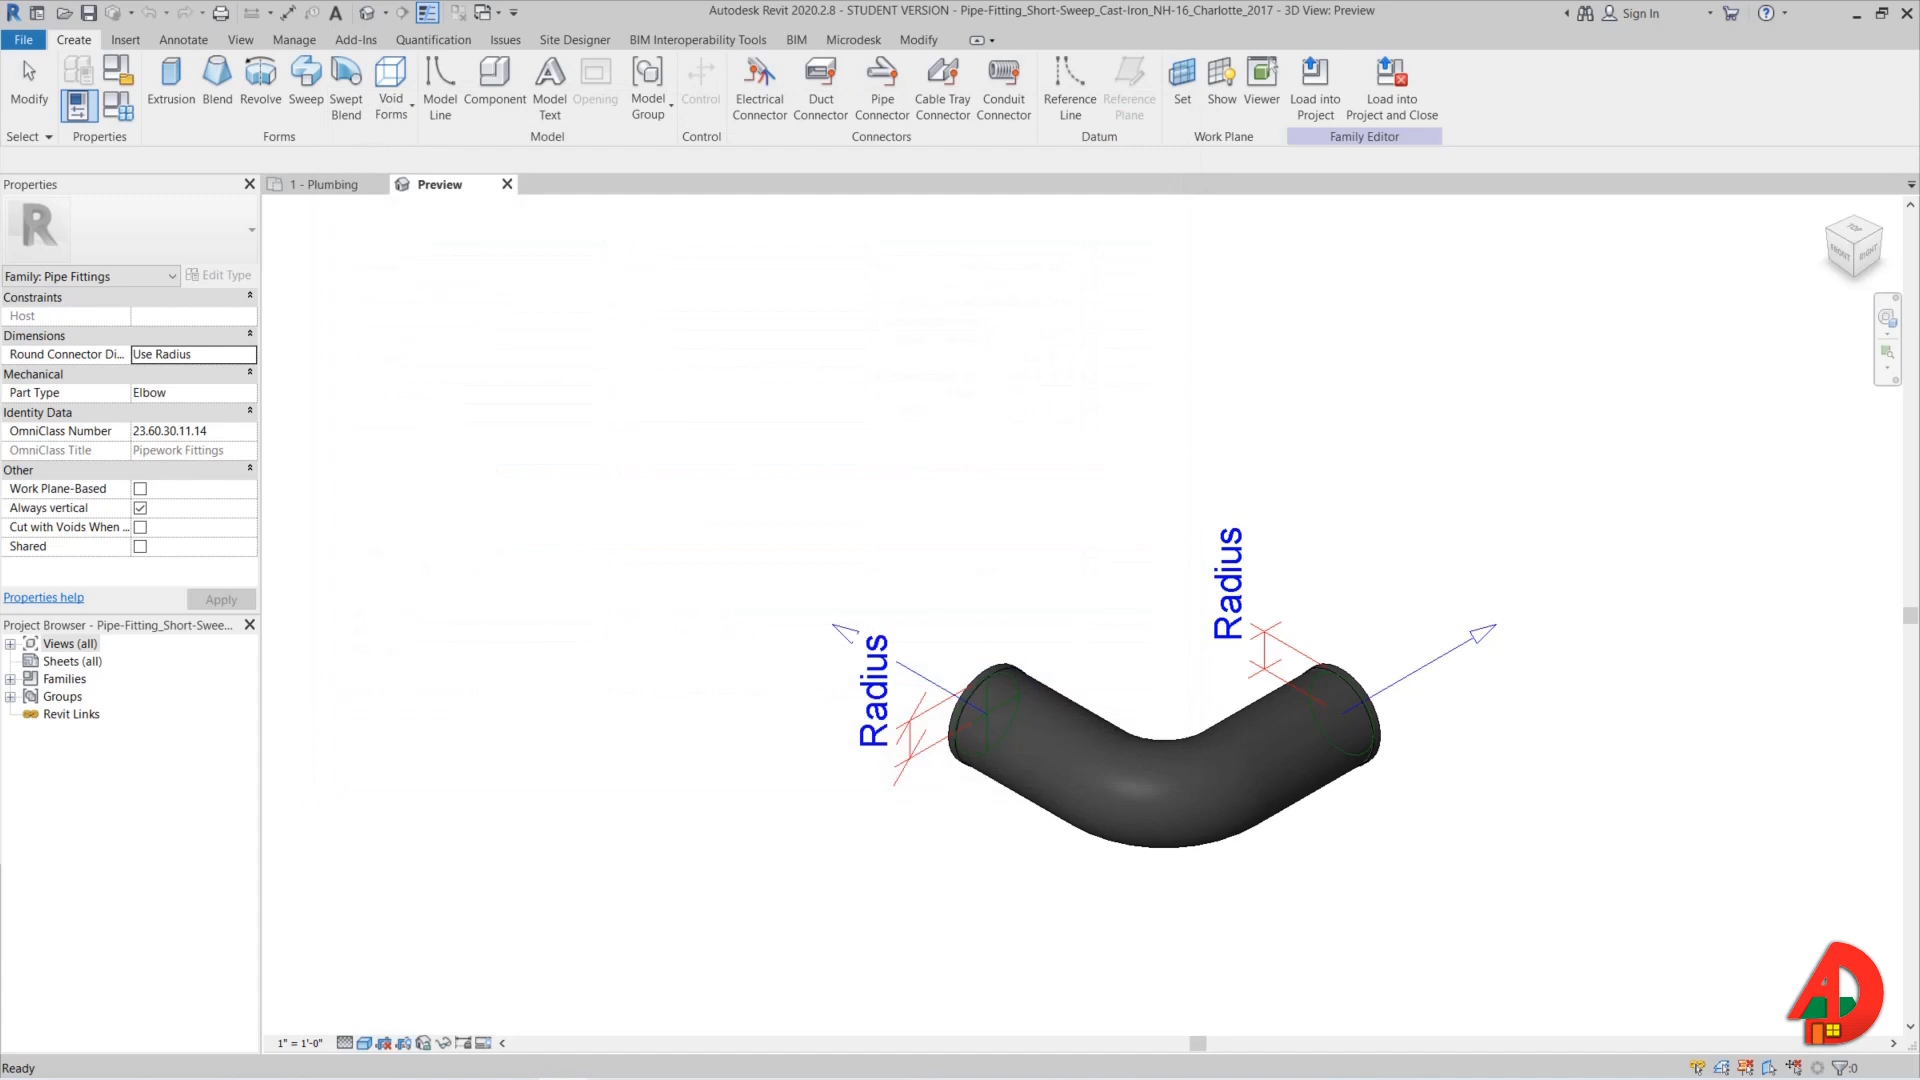 Autodesk Revit 2020.2.8 - STUDENT VERSION - Pipe-Fitting_Short-Sweep_Cast-Iron_NH-16_Charlotte_2017 - 3D View: Preview
Sign In
File Create Insert Annotate View Manage Add-Ins Quantification Issues Site Designer BIM Interoperability Tools BIM Microdesk Modify
Modify
Extrusion
Blend
Revolve
Sweep
Swept
Blend
Void
Forms
Model
Line
Component
Model
Text
Opening
Model
Group
Control
Electrical
Connector
Duct
Connector
Pipe
Connector
Cable Tray
Connector
Conduit
Connector
Reference
Line
Reference
Plane
Set
Show
Viewer
Load into
Project
Load into
Project and Close
Select Properties Forms Model Control Connectors Datum Work Plane Family Editor
Properties
1 - Plumbing
Preview
Family: Pipe Fittings
Edit Type
Constraints
Host
Dimensions
Round Connector Di... Use Radius
Mechanical
Part Type Elbow
Identity Data
OmniClass Number 23.60.30.11.14
OmniClass Title Pipework Fittings
Other
Work Plane-Based
Always vertical
Cut with Voids When ...
Shared
Properties help
Apply
Project Browser - Pipe-Fitting_Short-Swee...
Views (all)
Sheets (all)
Families
Groups
Revit Links
TOP
FRONT
RIGHT
Radius
Radius
1" = 1'-0"
Ready
:0
AD